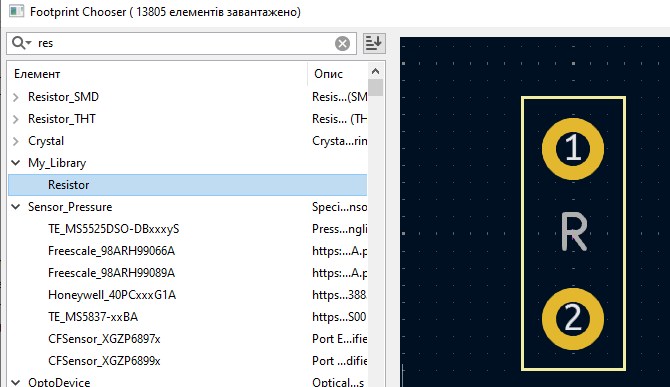 Footprint Chooser ( 13805 елементів завантажено)
res
Елемент Опис
Resistor_SMD Resis...(SM
Resistor_THT Resis... (TH
Crystal Crysta...rin
My_Library
Resistor
Sensor_Pressure Speci...nso
TE_MS5525DSO-DBxxxyS Press...ngli
Freescale_98ARH99066A https:...A.p
Freescale_98ARH99089A https:...A.p
Honeywell_40PCxxxG1A https...388
TE_MS5837-xxBA https...S00
CFSensor_XGZP6897x Port E...ifie
CFSensor_XGZP6899x Port ...difie
OptoDevice Optical...s
1
R
2